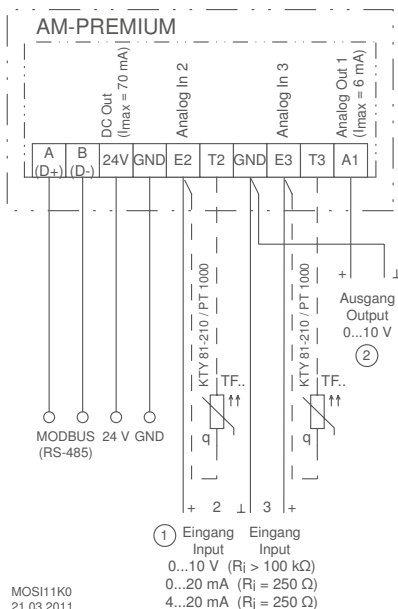 AM-PREMIUM
DC Out
(Imax = 70 mA)
Analog In 2
Analog In 3
Analog Out 1
(Imax = 6 mA)
A
(D+)
B
(D-)
24V
GND
E2
T2
GND
E3
T3
A1
KTY 81-210 / PT 1000
KTY 81-210 / PT 1000
+ ⊥
Ausgang
Output
0...10 V
2
TF..
TF..
q
q
MODBUS
(RS-485)
24 V
GND
+ 2 ⊥ 3 +
1
Eingang
Input
Eingang
Input
0...10 V (Ri > 100 kΩ)
0...20 mA (Ri = 250 Ω)
4...20 mA (Ri = 250 Ω)
MOSI11K0
21.03.2011